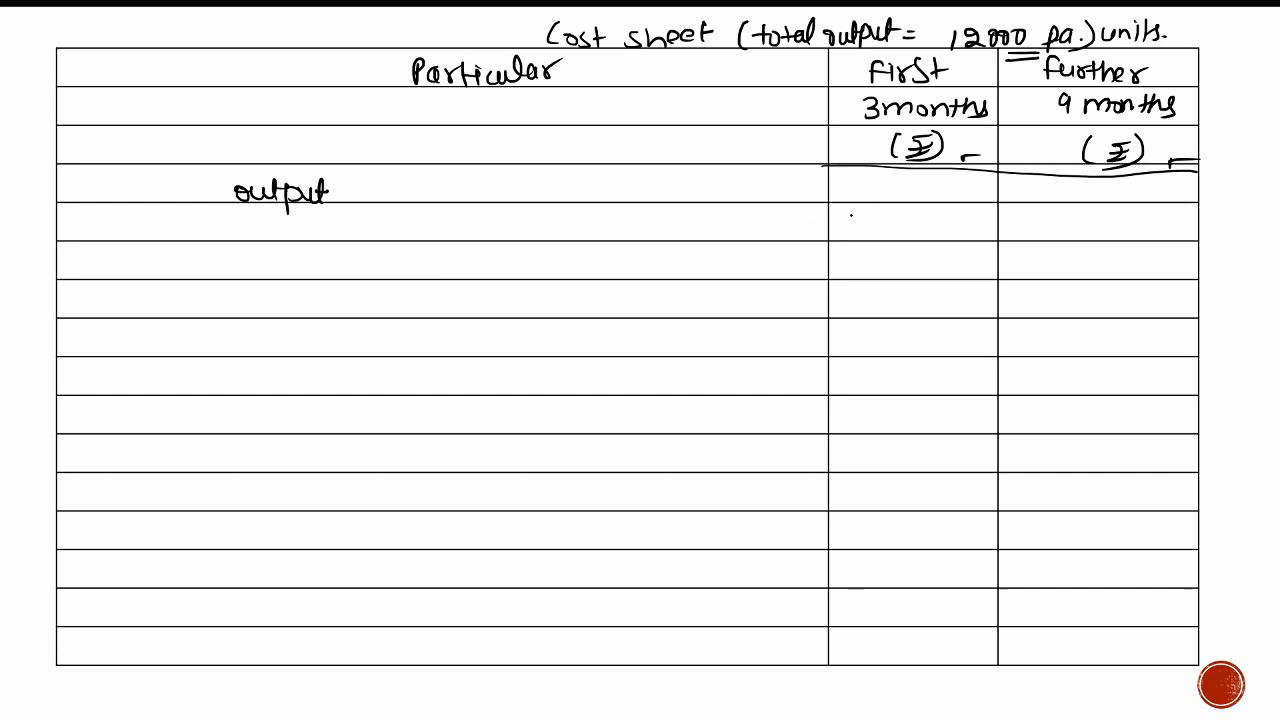 Cost sheet (total output = 12000 pa.) units.
Particular First further
3months 9 months
(₹) (₹)
output